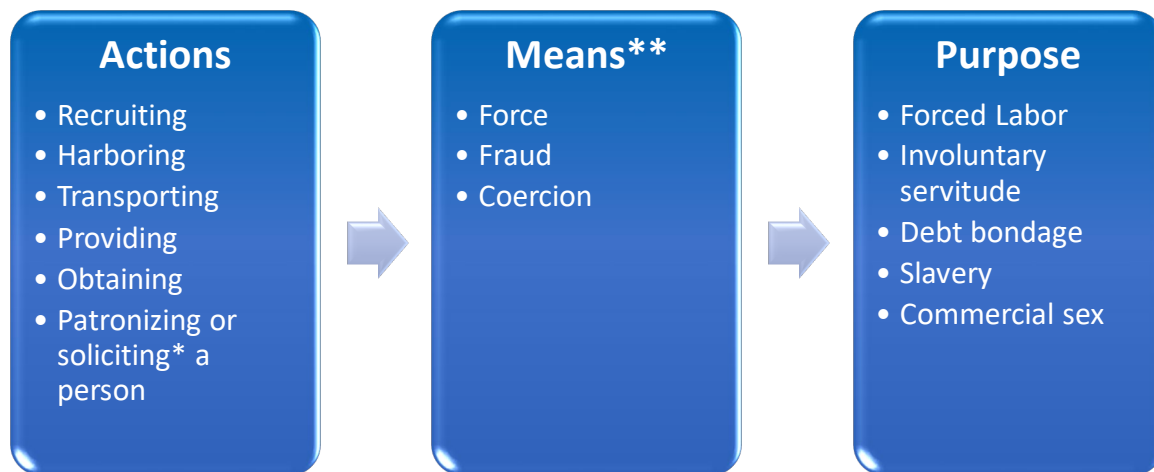 Actions
• Recruiting
• Harboring
• Transporting
• Providing
• Obtaining
• Patronizing or
soliciting* a
person
Means**
• Force
• Fraud
• Coercion
Purpose
• Forced Labor
• Involuntary
servitude
• Debt bondage
• Slavery
• Commercial sex